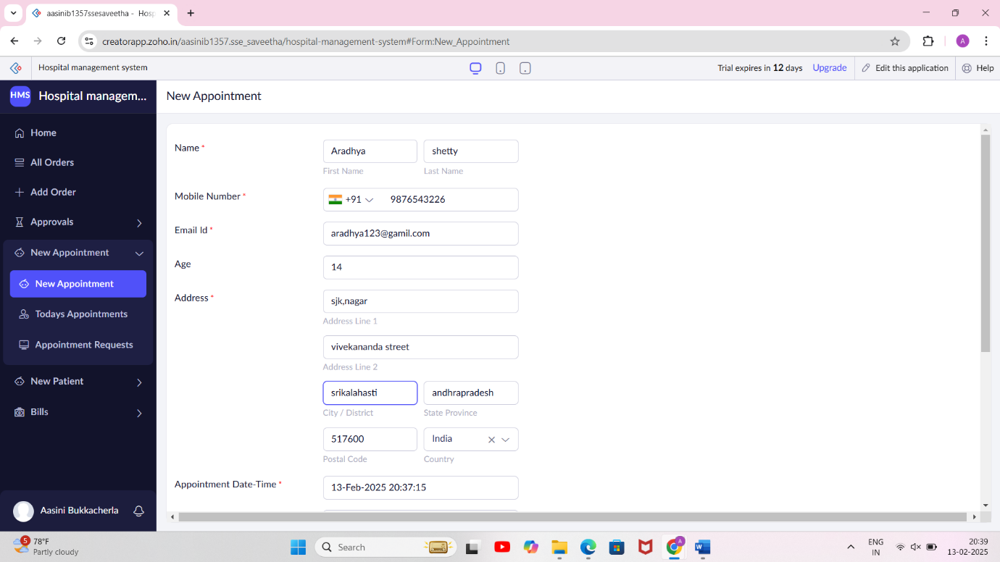 aasinib1357ssesaveetha - Hosp
creatorapp.zoho.in/aasinib1357.sse_saveetha/hospital-management-system#Form:New_Appointment
A
Hospital management system
Trial expires in 12 days
Upgrade
Edit this application
Help
HMS
Hospital managem...
New Appointment
Home
All Orders
Add Order
Approvals
New Appointment
New Appointment
Todays Appointments
Appointment Requests
New Patient
Bills
Aasini Bukkacherla
Name *
Aradhya
shetty
First Name
Last Name
Mobile Number *
+91
9876543226
Email Id *
aradhya123@gamil.com
Age
14
Address *
sjk,nagar
Address Line 1
vivekananda street
Address Line 2
srikalahasti
andhrapradesh
City / District
State Province
517600
India
Postal Code
Country
Appointment Date-Time *
13-Feb-2025 20:37:15
5
78°F
Partly cloudy
Search
A
W
ENG
IN
20:39
13-02-2025